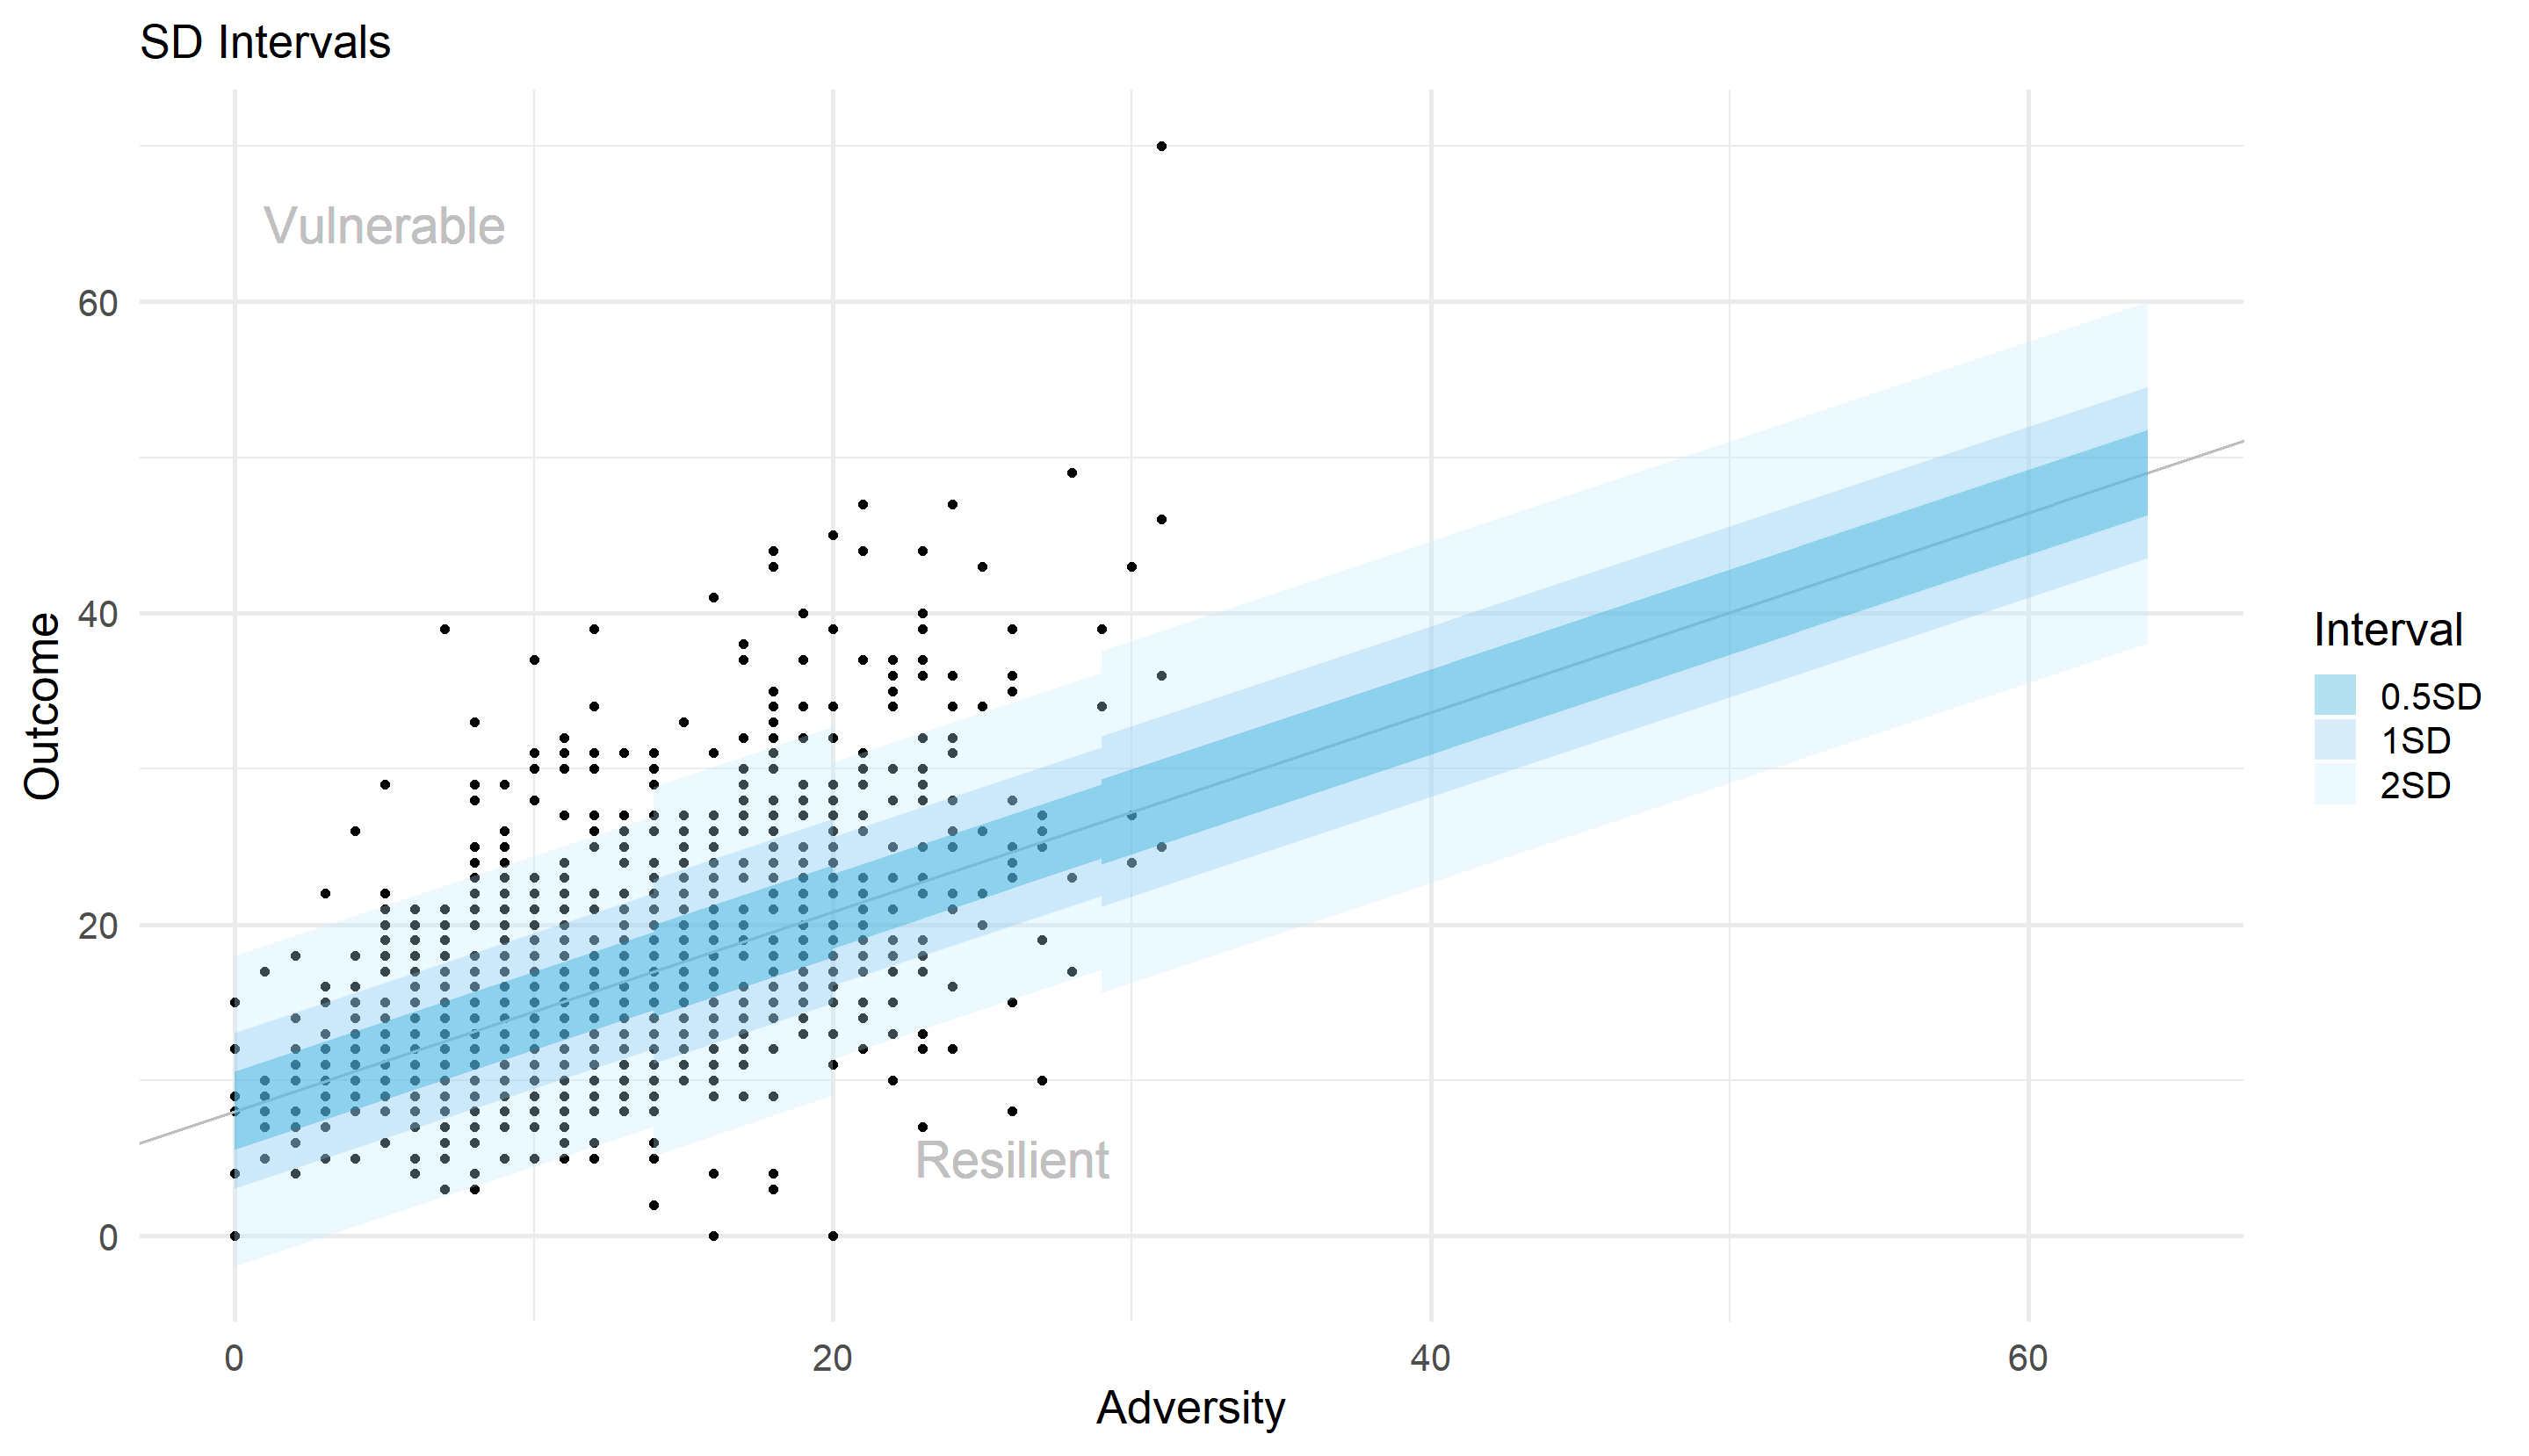 SD Intervals
Vulnerable
60
40
20
0
Outcome
Resilient
0
20
40
60
Adversity
Interval
0.5SD
1SD
2SD